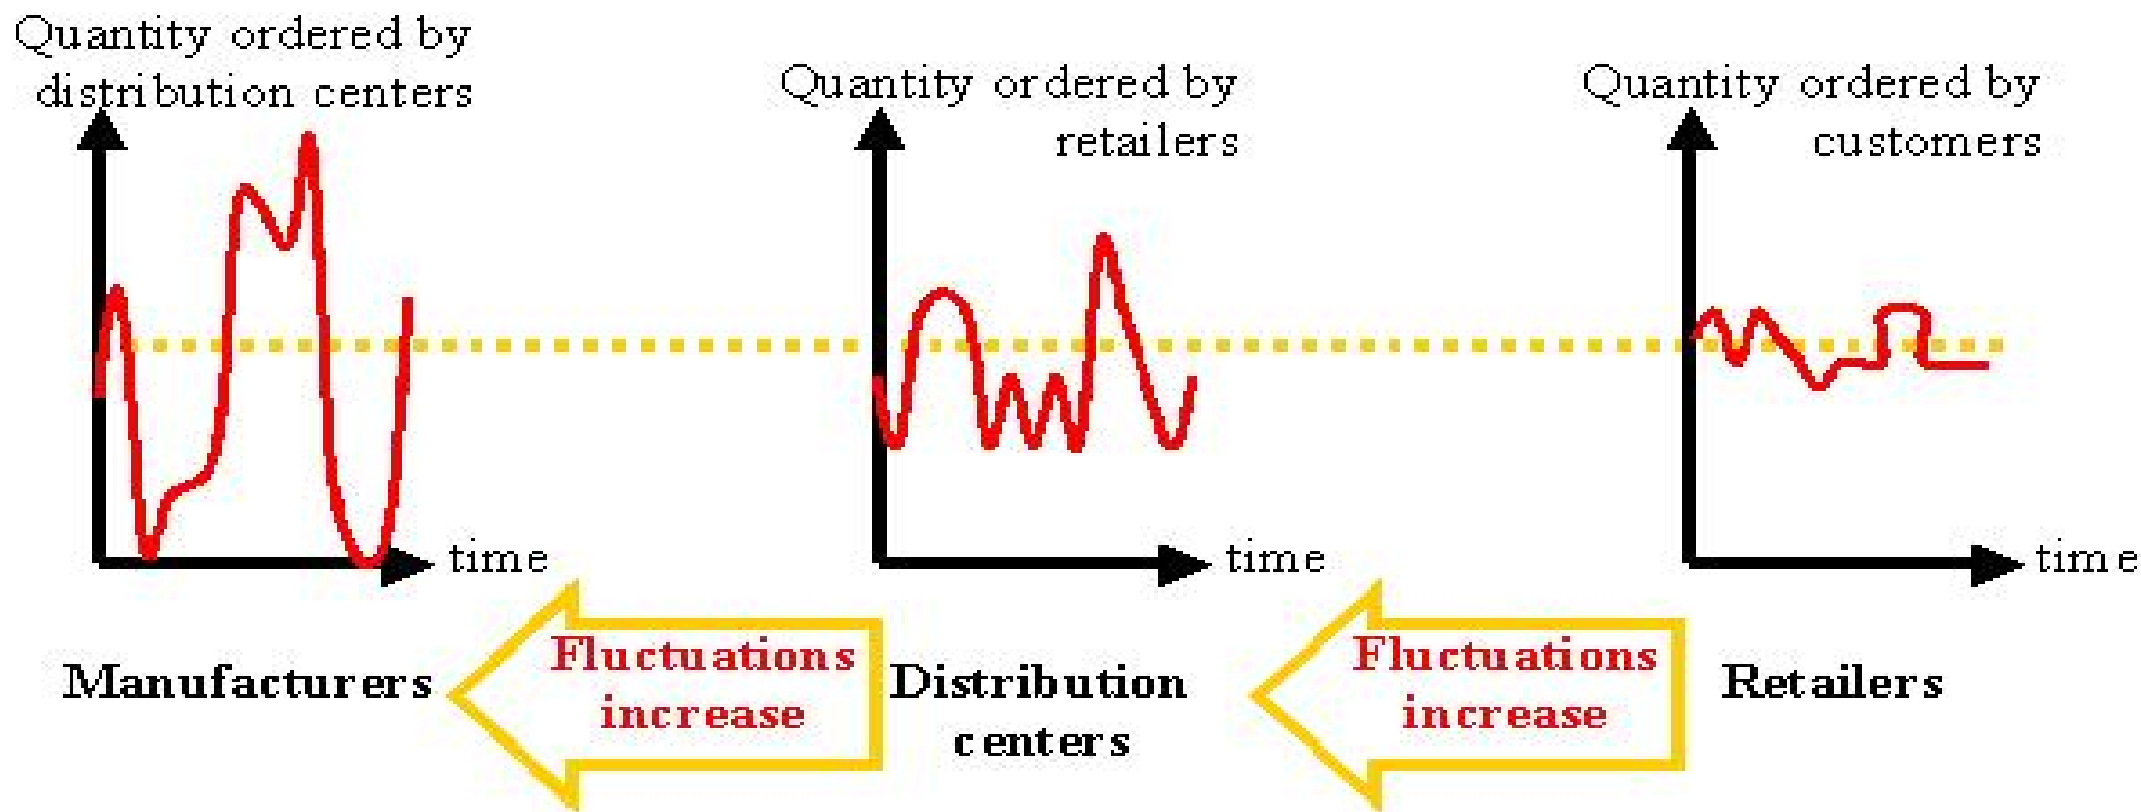 Quantity ordered by
distribution centers
Quantity ordered by
retailers
Quantity ordered by
customers
time
time
time
Manufacturers
Fluctuations
increase
Distribution
centers
Fluctuations
increase
Retailers